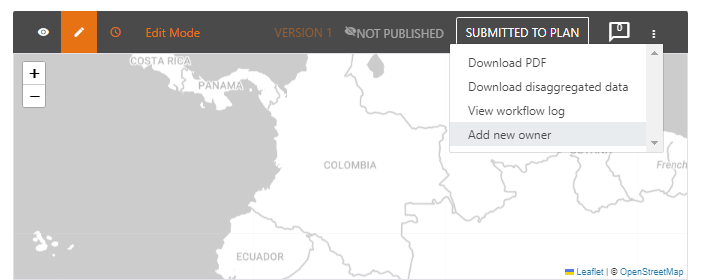 Edit Mode
VERSION 1
NOT PUBLISHED
SUBMITTED TO PLAN
0
Download PDF
Download disaggregated data
View workflow log
Add new owner
+
−
COSTA RICA
PANAMA
COLOMBIA
French
ECUADOR
Leaflet | © OpenStreetMap